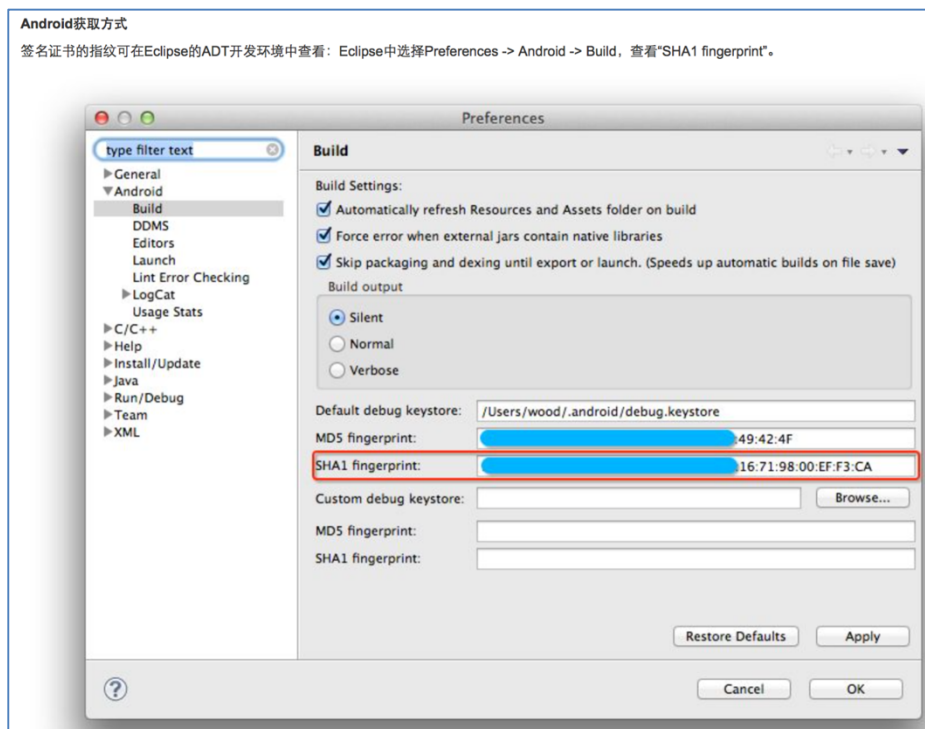 Android获取方式
签名证书的指纹可在Eclipse的ADT开发环境中查看：Eclipse中选择Preferences -> Android -> Build，查看“SHA1 fingerprint”。
Preferences
type filter text
General
Android
Build
DDMS
Editors
Launch
Lint Error Checking
LogCat
Usage Stats
C/C++
Help
Install/Update
Java
Run/Debug
Team
XML
Build
Build Settings:
Automatically refresh Resources and Assets folder on build
Force error when external jars contain native libraries
Skip packaging and dexing until export or launch. (Speeds up automatic builds on file save)
Build output
Silent
Normal
Verbose
Default debug keystore: /Users/wood/.android/debug.keystore
MD5 fingerprint: :49:42:4F
SHA1 fingerprint: :16:71:98:00:EF:F3:CA
Custom debug keystore: Browse...
MD5 fingerprint:
SHA1 fingerprint:
Restore Defaults Apply
? Cancel OK